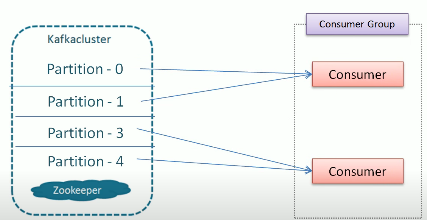 Kafkacluster
Partition - 0
Partition - 1
Partition - 3
Partition - 4
Zookeeper
Consumer Group
Consumer
Consumer